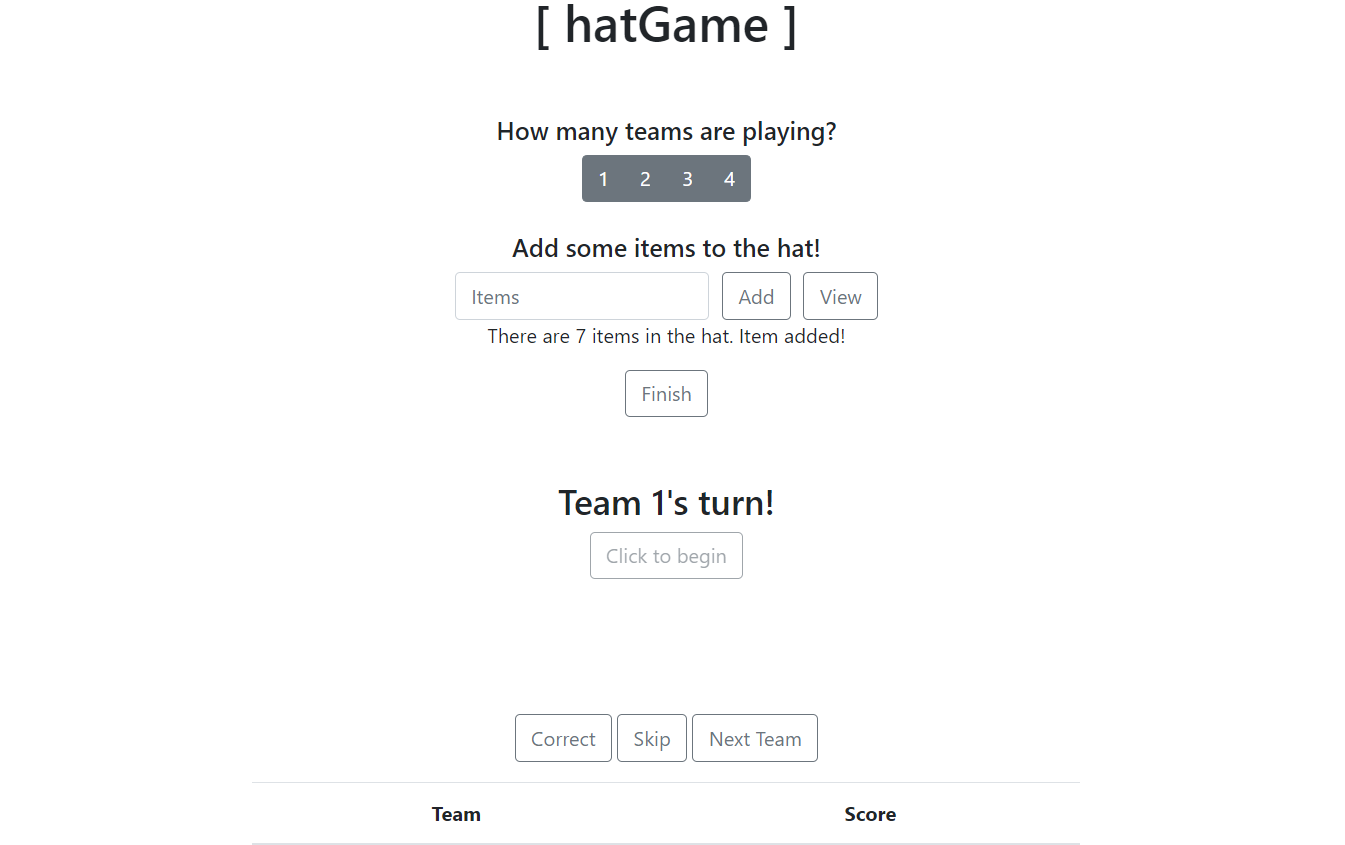 [ hatGame ]
How many teams are playing?
1 2 3 4
Add some items to the hat!
Items Add View
There are 7 items in the hat. Item added!
Finish
Team 1's turn!
Click to begin
Correct Skip Next Team
Team Score